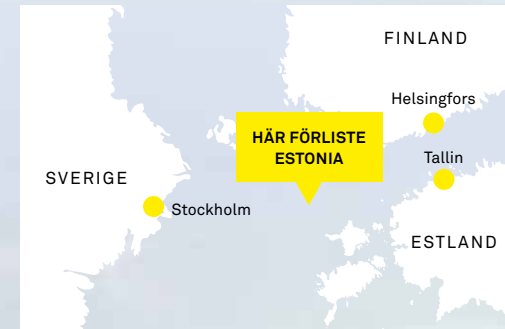 FINLAND
Helsingfors
HÄR FÖRLISTE
ESTONIA
Tallin
SVERIGE
Stockholm
ESTLAND